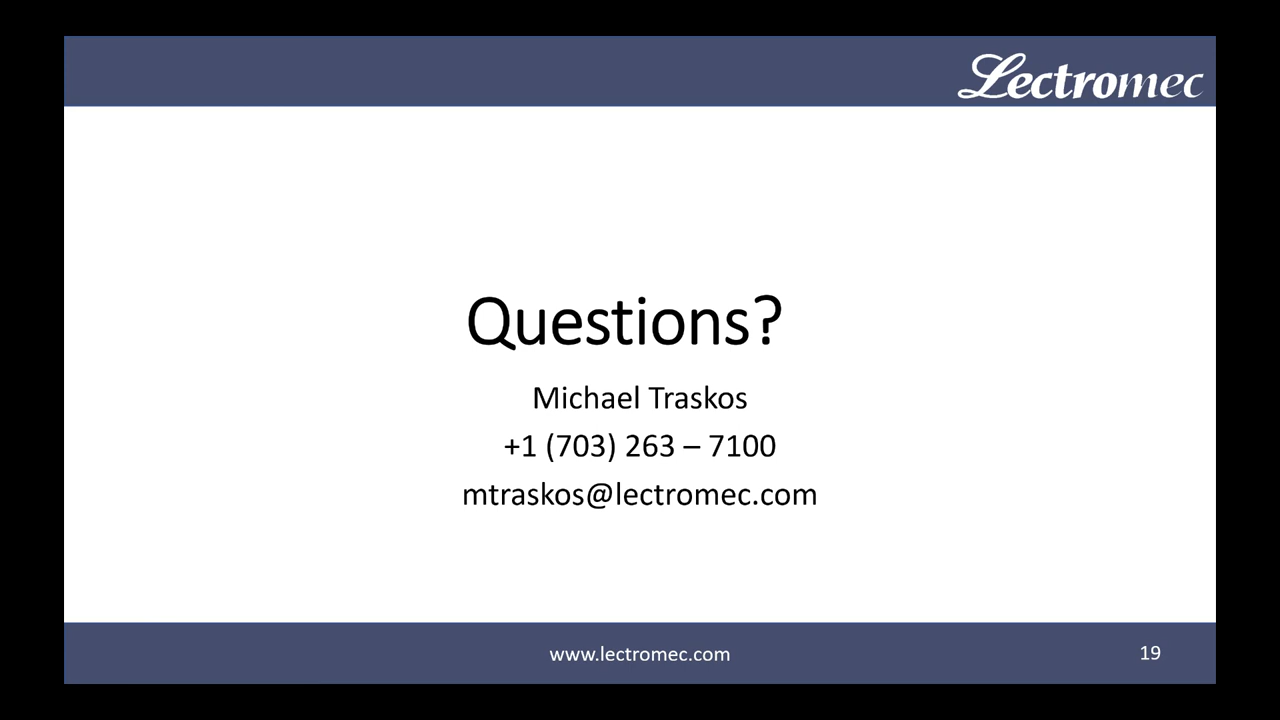 Lectromec
Questions?
Michael Traskos
+1 (703) 263 – 7100
mtraskos@lectromec.com
www.lectromec.com
19